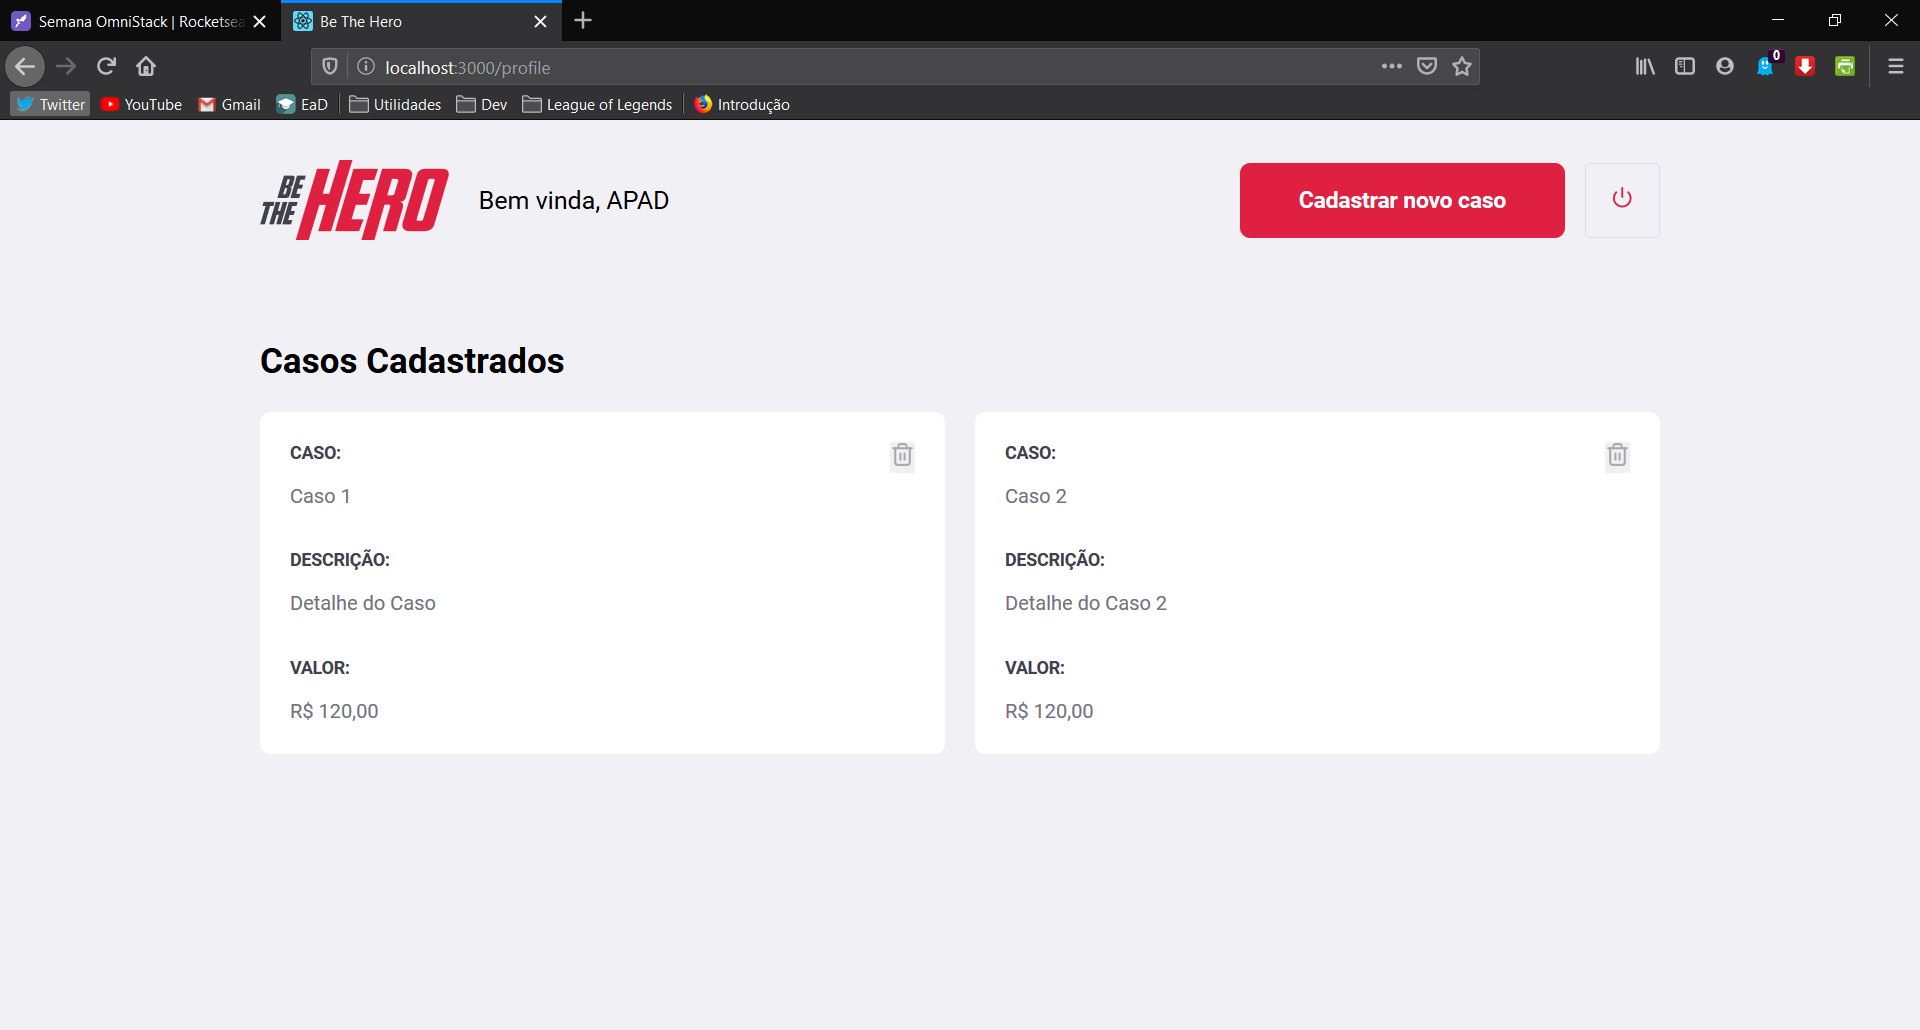 Semana OmniStack | Rocketsea
Be The Hero
localhost:3000/profile
0
Twitter YouTube Gmail EaD Utilidades Dev League of Legends Introdução
BE THE HERO
Bem vinda, APAD
Cadastrar novo caso
Casos Cadastrados
CASO:
Caso 1
DESCRIÇÃO:
Detalhe do Caso
VALOR:
R$ 120,00
CASO:
Caso 2
DESCRIÇÃO:
Detalhe do Caso 2
VALOR:
R$ 120,00